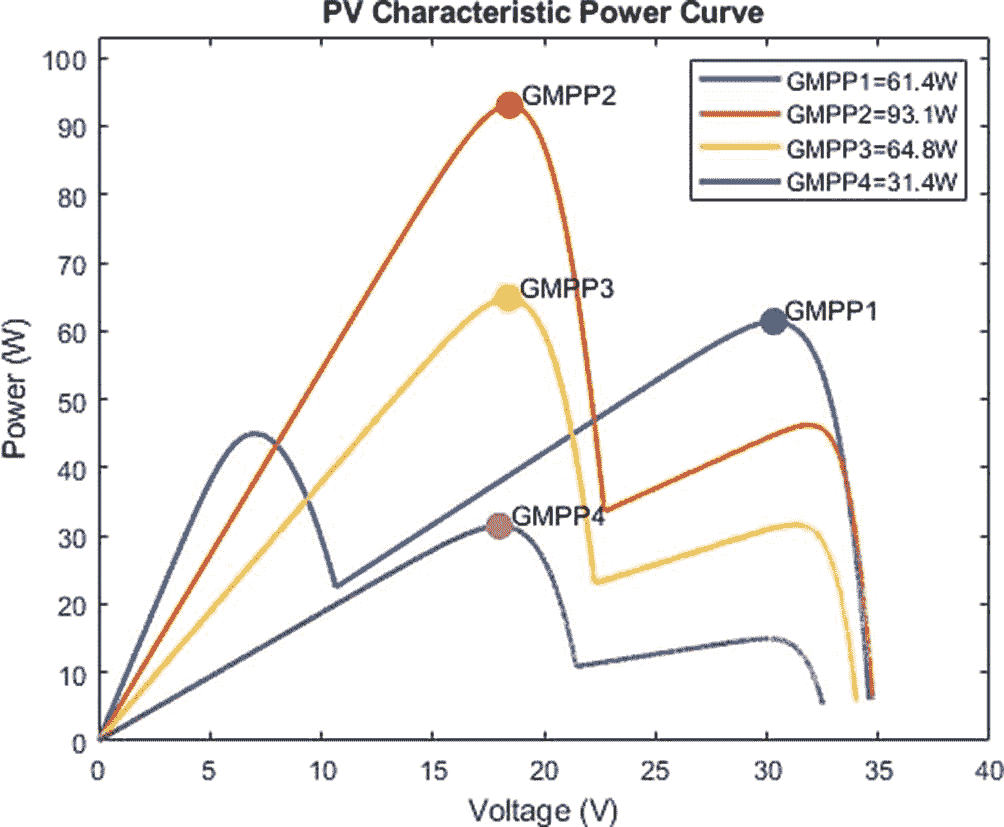 PV Characteristic Power Curve
GMPP1=61.4W
GMPP2=93.1W
GMPP3=64.8W
GMPP4=31.4W
GMPP2
GMPP3
GMPP1
GMPP4
Power (W)
100
90
80
70
60
50
40
30
20
10
0
0 5 10 15 20 25 30 35 40
Voltage (V)